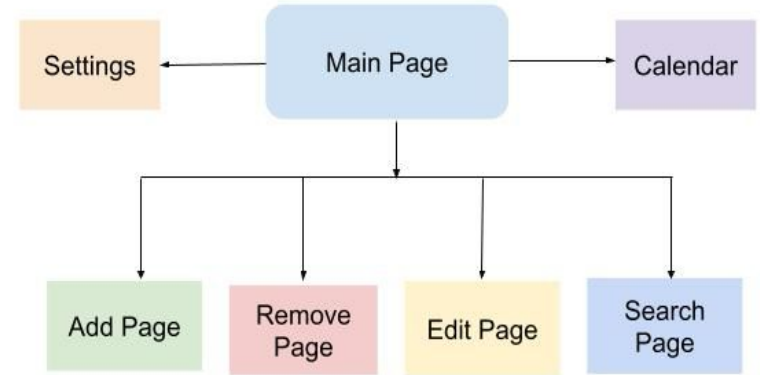 Settings
Main Page
Calendar
Add Page
Remove
Page
Edit Page
Search
Page